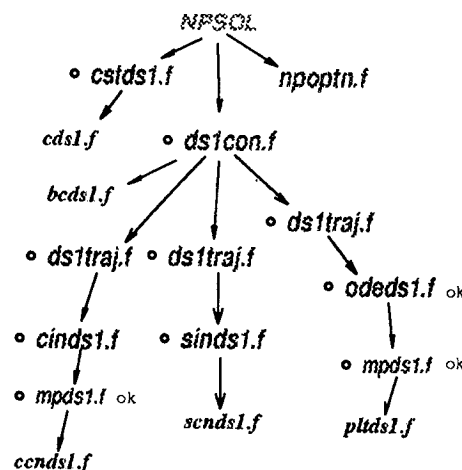 NPSOL
cstds1.f
npoptn.f
cds1.f
ds1con.f
bcds1.f
ds1traj.f
ds1traj.f
ds1traj.f
odeds1.f ok
cinds1.f
sinds1.f
mpds1.f ok
mpds1.f ok
scnds1.f
pltds1.f
ccnds1.f